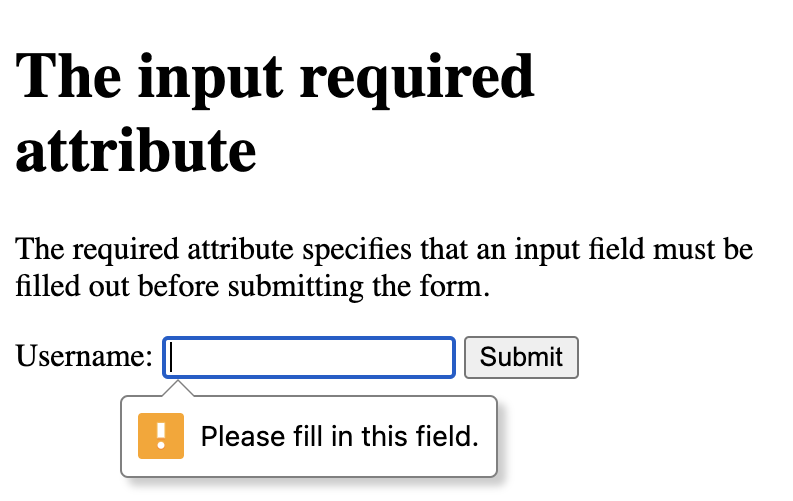 The input required
attribute
The required attribute specifies that an input field must be
filled out before submitting the form.
Username: Submit
Please fill in this field.